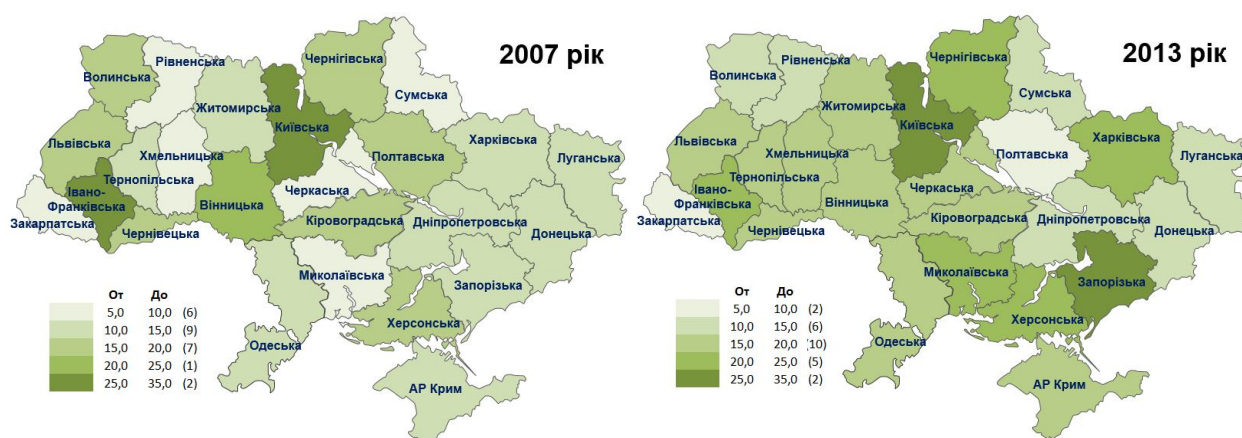 2007 рік
Волинська
Рівненська
Житомирська
Київська
Чернігівська
Сумська
Львівська
Тернопільська
Хмельницька
Вінницька
Черкаська
Полтавська
Харківська
Луганська
Івано-
Франківська
Закарпатська
Чернівецька
Кіровоградська
Дніпропетровська
Донецька
Миколаївська
Запорізька
Херсонська
Одеська
АР Крим
От До
5,0 10,0 (6)
10,0 15,0 (9)
15,0 20,0 (7)
20,0 25,0 (1)
25,0 35,0 (2)
2013 рік
Волинська
Рівненська
Житомирська
Київська
Чернігівська
Сумська
Львівська
Тернопільська
Хмельницька
Вінницька
Черкаська
Полтавська
Харківська
Луганська
Івано-
Франківська
Закарпатська
Чернівецька
Кіровоградська
Дніпропетровська
Донецька
Миколаївська
Запорізька
Херсонська
Одеська
АР Крим
От До
5,0 10,0 (2)
10,0 15,0 (6)
15,0 20,0 (10)
20,0 25,0 (5)
25,0 35,0 (2)